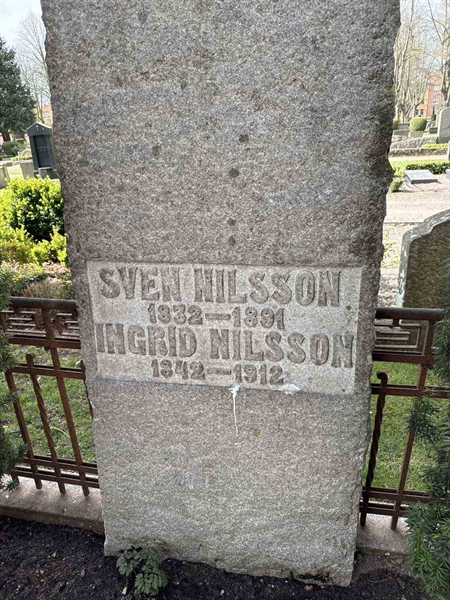 SVEN NILSSON
1832—1891
INGRID NILSSON
1842—1912.